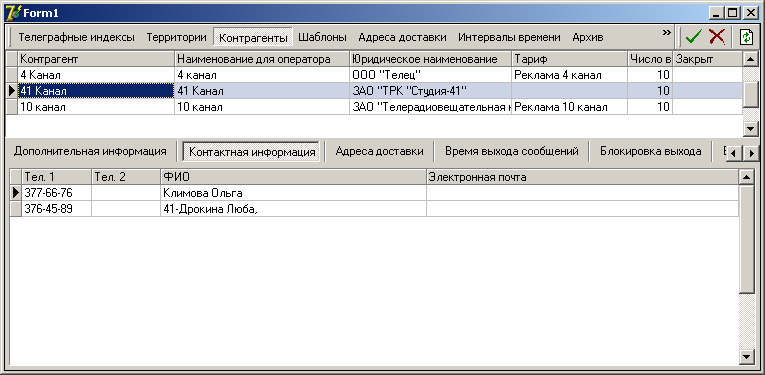 Form1
Телеграфные индексы Территории Контрагенты Шаблоны Адреса доставки Интервалы времени Архив »
Контрагент Наименование для оператора Юридическое наименование Тариф Число в Закрыт
4 Канал 4 канал ООО "Телец" Реклама 4 канал 10
41 Канал 41 Канал ЗАО "ТРК "Студия-41" 10
10 канал 10 канал ЗАО "Телерадиовещательная к Реклама 10 канал 10
Дополнительная информация Контактная информация Адреса доставки Время выхода сообщений Блокировка выхода
Тел. 1 Тел. 2 ФИО Электронная почта
377-66-76 Климова Ольга
376-45-89 41-Дрокина Люба,